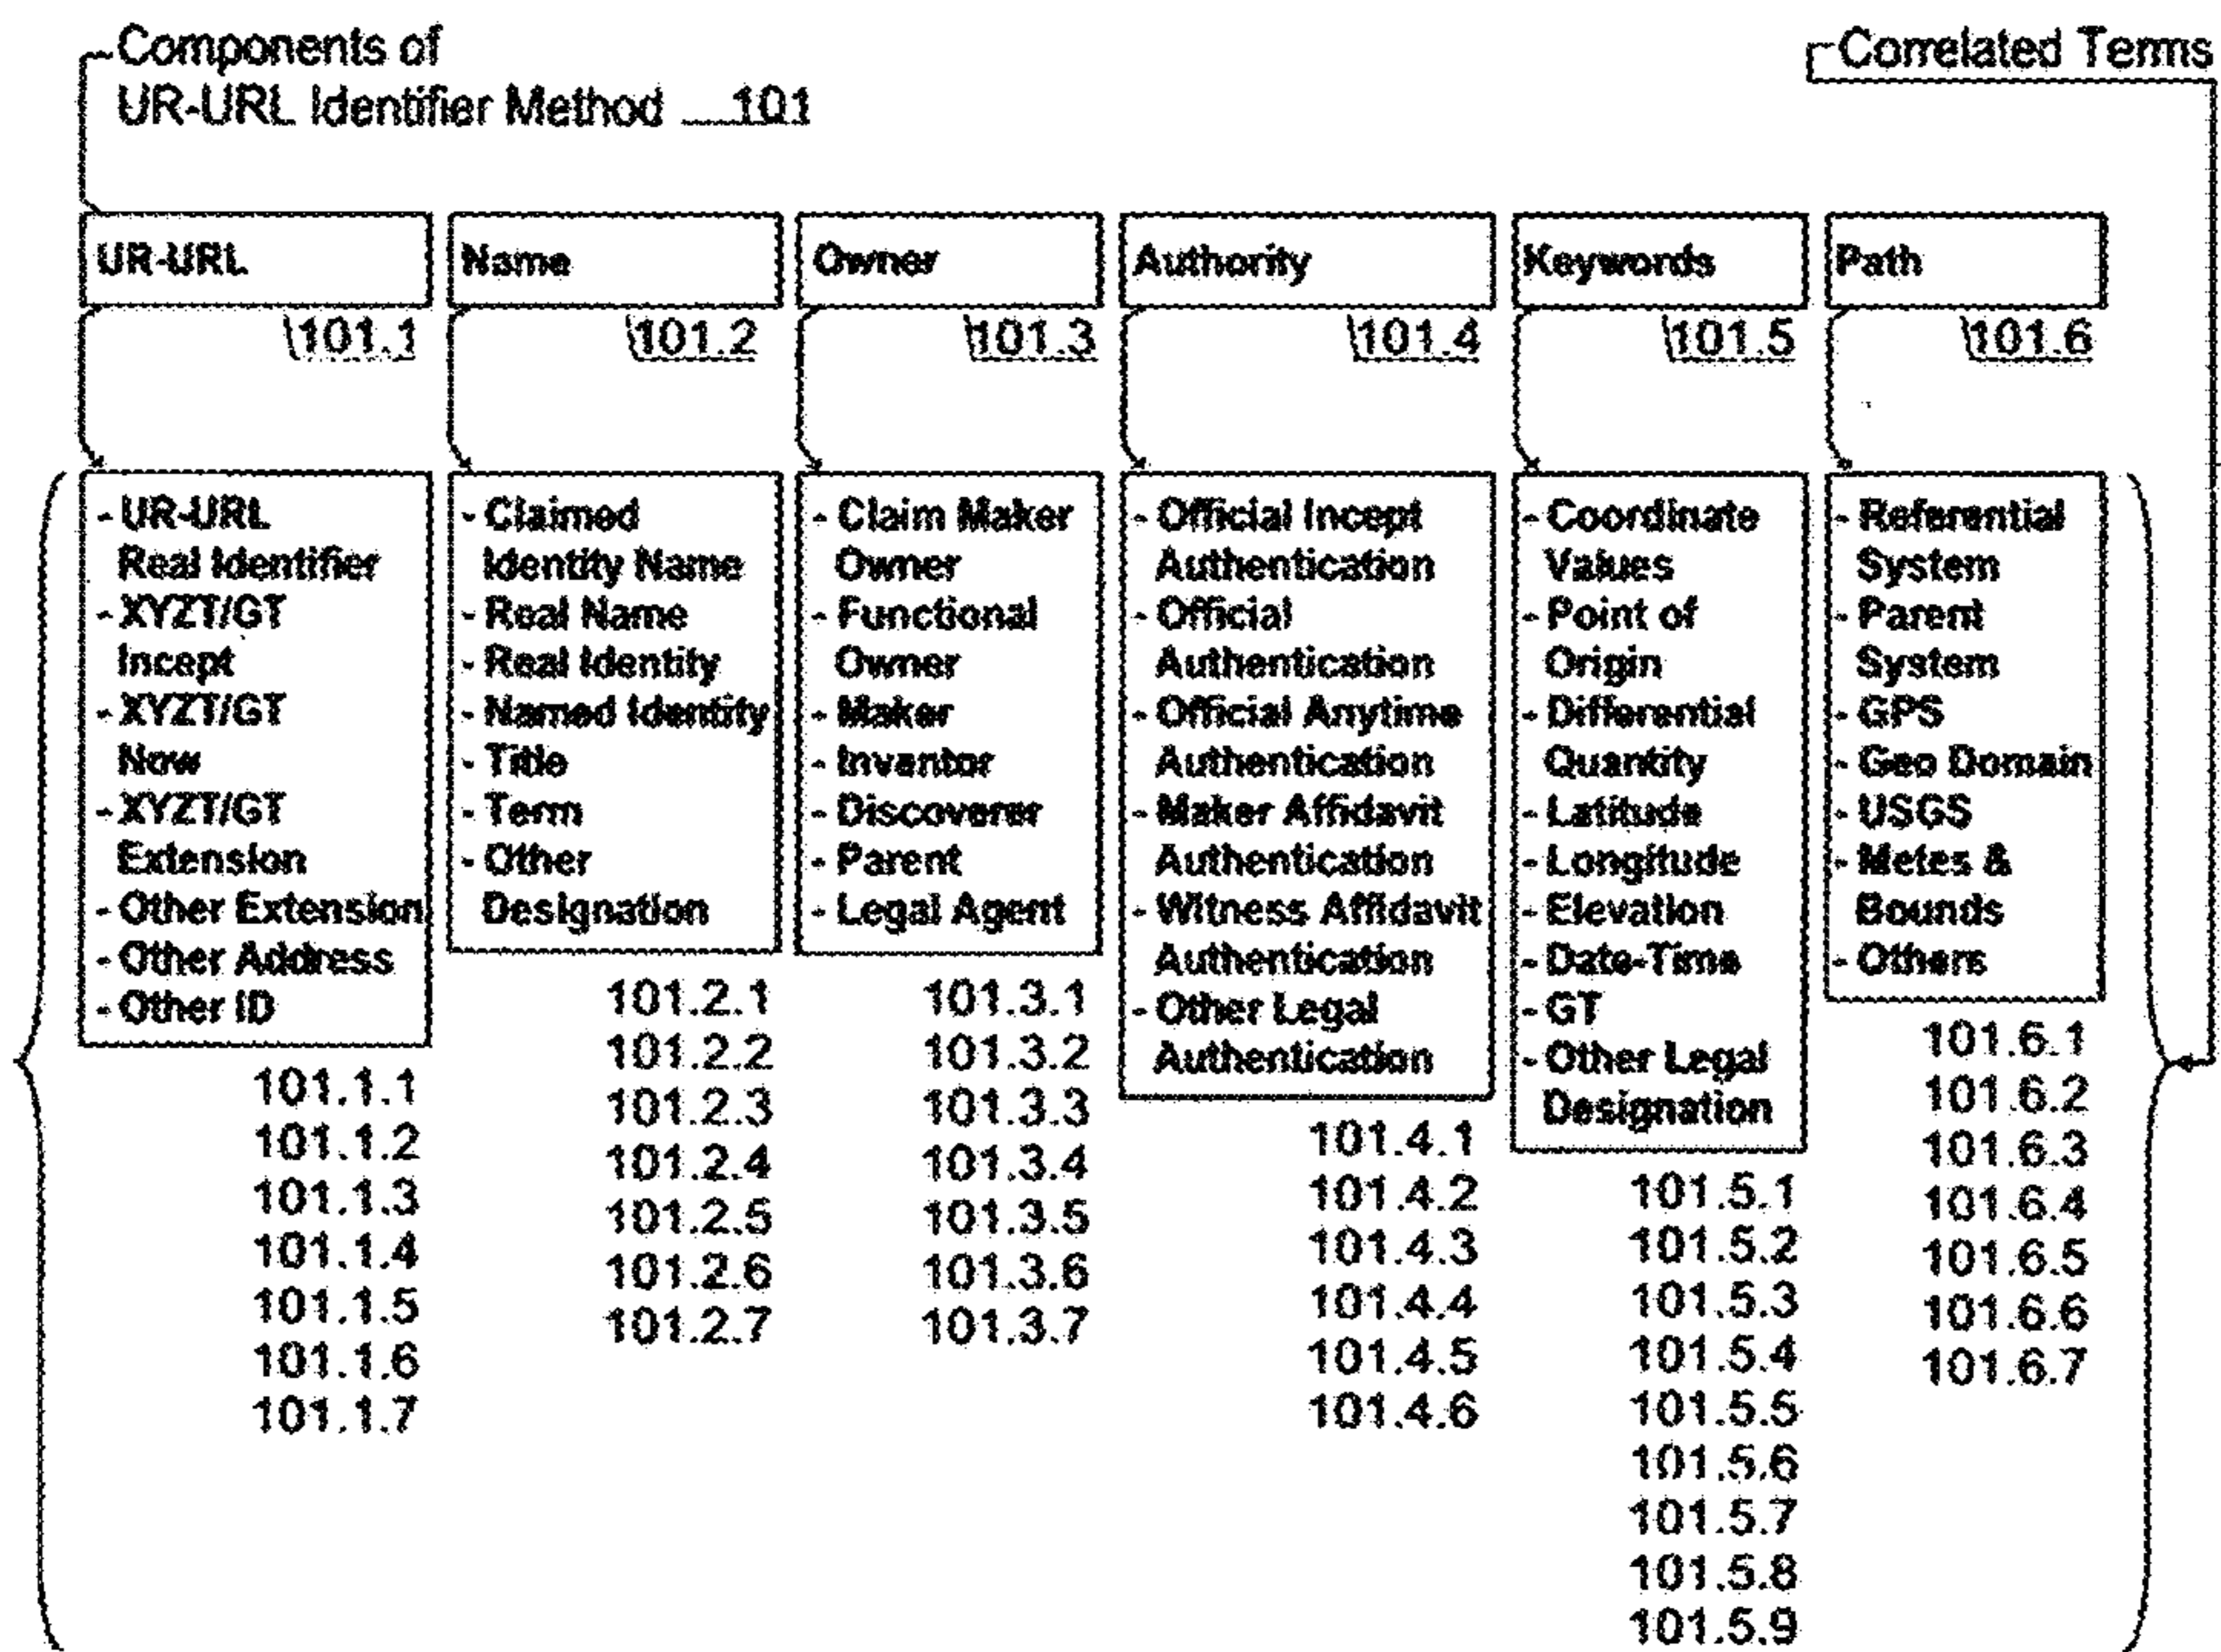 Components of
UR-URL Identifier Method 101
Correlated Terms
UR-URL
101.1
Name
101.2
Owner
101.3
Authority
101.4
Keywords
101.5
Path
101.6
- UR-URL
Real Identifier
- XYZT/GT
Incept
- XYZT/GT
Now
- XYZT/GT
Extension
- Other Extension
- Other Address
- Other ID
101.1.1
101.1.2
101.1.3
101.1.4
101.1.5
101.1.6
101.1.7
- Claimed
Identity Name
- Real Name
- Real Identity
- Named Identity
- Title
- Term
- Other
Designation
101.2.1
101.2.2
101.2.3
101.2.4
101.2.5
101.2.6
101.2.7
- Claim Maker
Owner
- Functional
Owner
- Maker
- Inventor
- Discoverer
- Parent
- Legal Agent
101.3.1
101.3.2
101.3.3
101.3.4
101.3.5
101.3.6
101.3.7
- Official Incept
Authentication
- Official
Authentication
- Official Anytime
Authentication
- Maker Affidavit
Authentication
- Witness Affidavit
Authentication
- Other Legal
Authentication
101.4.1
101.4.2
101.4.3
101.4.4
101.4.5
101.4.6
- Coordinate
Values
- Point of
Origin
- Differential
Quantity
- Latitude
- Longitude
- Elevation
- Date-Time
- GT
- Other Legal
Designation
101.5.1
101.5.2
101.5.3
101.5.4
101.5.5
101.5.6
101.5.7
101.5.8
101.5.9
- Referential
System
- Parent
System
- GPS
- Geo Domain
- USGS
- Metes &
Bounds
- Others
101.6.1
101.6.2
101.6.3
101.6.4
101.6.5
101.6.6
101.6.7